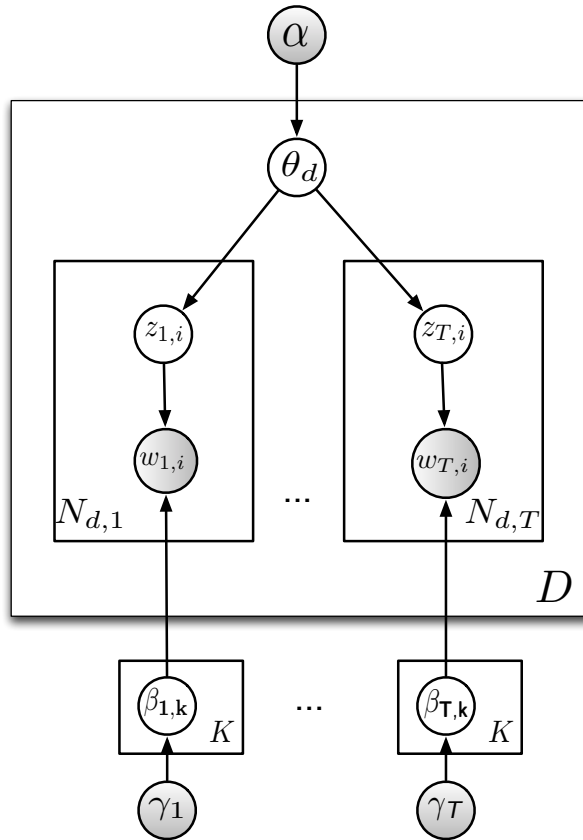 α
θ_d
z_{1,i} z_{T,i}
w_{1,i} w_{T,i}
... 
N_{d,1} N_{d,T}
D
β_{1,k} ... β_{T,k}
K K
γ_1 γ_T